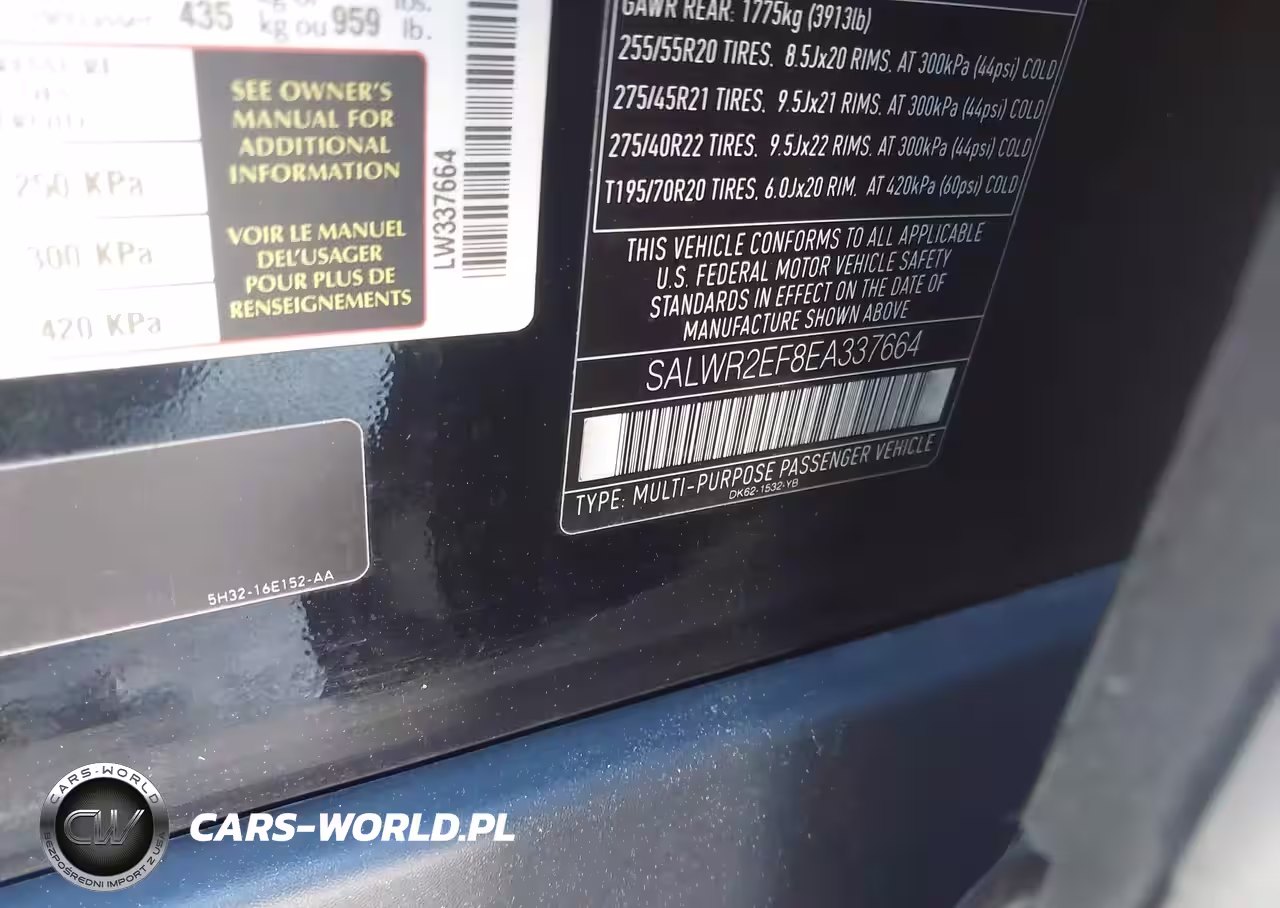 435
kg ou 959 lb.
250 KPa
300 KPa
420 KPa
SEE OWNER'S
MANUAL FOR
ADDITIONAL
INFORMATION
VOIR LE MANUEL
DEL'USAGER
POUR PLUS DE
RENSEIGNEMENTS
LW337664
GAWR REAR: 1775kg (3913lb)
255/55R20 TIRES, 8.5Jx20 RIMS, AT 300kPa (44psi) COLD
275/45R21 TIRES, 9.5Jx21 RIMS, AT 300kPa (44psi) COLD
275/40R22 TIRES, 9.5Jx22 RIMS, AT 300kPa (44psi) COLD
T195/70R20 TIRES, 6.0Jx20 RIM, AT 420kPa (60psi) COLD
THIS VEHICLE CONFORMS TO ALL APPLICABLE
U.S. FEDERAL MOTOR VEHICLE SAFETY
STANDARDS IN EFFECT ON THE DATE OF
MANUFACTURE SHOWN ABOVE
SALWR2EF8EA337664
TYPE: MULTI-PURPOSE PASSENGER VEHICLE
DK62-1532-YB
5H32-16E152-AA
CARS-WORLD
CW
BEZPOŚREDNI IMPORT Z USA
CARS-WORLD.PL